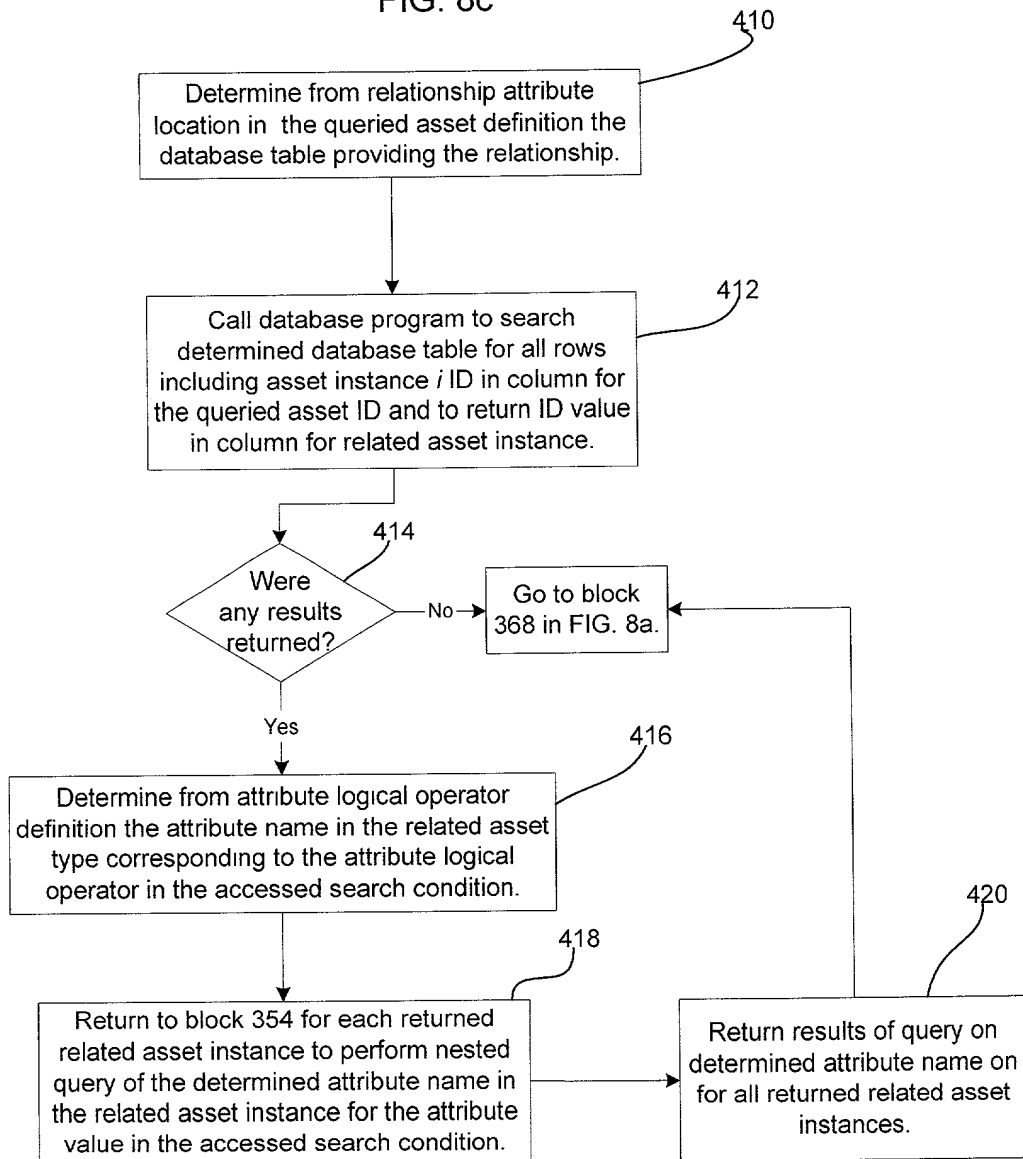 FIG. 8c
410
Determine from relationship attribute
location in the queried asset definition the
database table providing the relationship.
412
Call database program to search
determined database table for all rows
including asset instance i ID in column for
the queried asset ID and to return ID value
in column for related asset instance.
414
Were
any results
returned?
No
Go to block
368 in FIG. 8a.
Yes
416
Determine from attribute logical operator
definition the attribute name in the related asset
type corresponding to the attribute logical
operator in the accessed search condition.
418
Return to block 354 for each returned
related asset instance to perform nested
query of the determined attribute name in
the related asset instance for the attribute
value in the accessed search condition.
420
Return results of query on
determined attribute name on
for all returned related asset
instances.